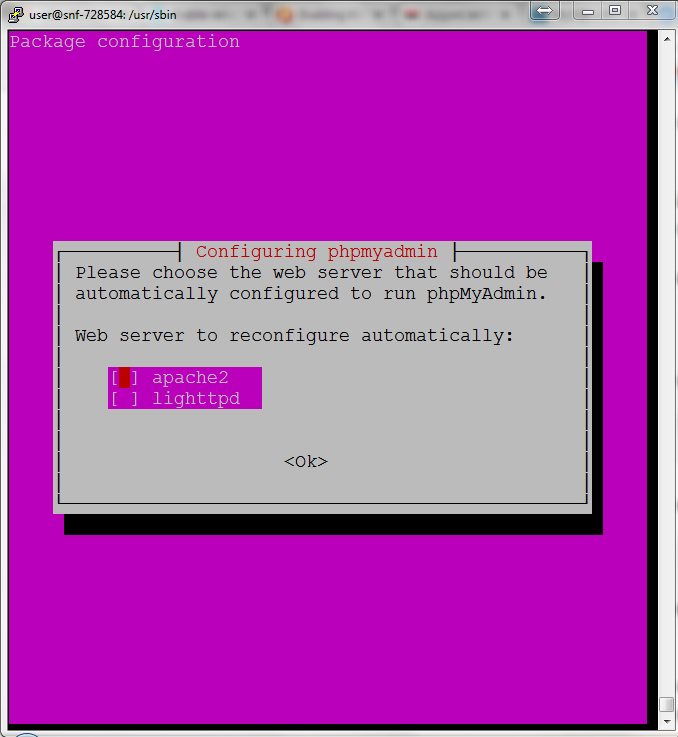 user@snf-728584: /usr/sbin
Package configuration
Configuring phpmyadmin
Please choose the web server that should be
automatically configured to run phpMyAdmin.
Web server to reconfigure automatically:
[ ] apache2
[ ] lighttpd
<Ok>